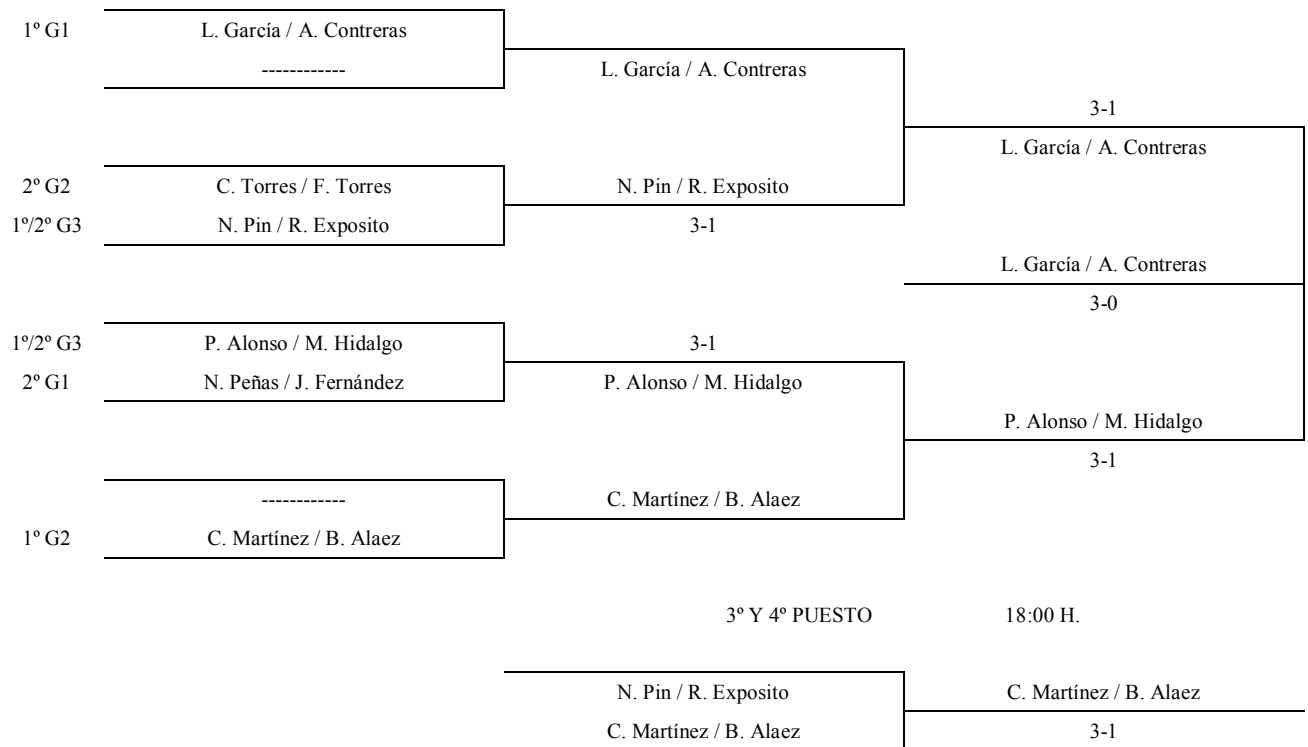 1º G1 L. García / A. Contreras
------------ L. García / A. Contreras
3-1
L. García / A. Contreras
2º G2 C. Torres / F. Torres N. Pin / R. Exposito
1º/2º G3 N. Pin / R. Exposito 3-1
L. García / A. Contreras
3-0
1º/2º G3 P. Alonso / M. Hidalgo 3-1
2º G1 N. Peñas / J. Fernández P. Alonso / M. Hidalgo
P. Alonso / M. Hidalgo
3-1
------------ C. Martínez / B. Alaez
1º G2 C. Martínez / B. Alaez
3º Y 4º PUESTO 18:00 H.
N. Pin / R. Exposito C. Martínez / B. Alaez
C. Martínez / B. Alaez 3-1